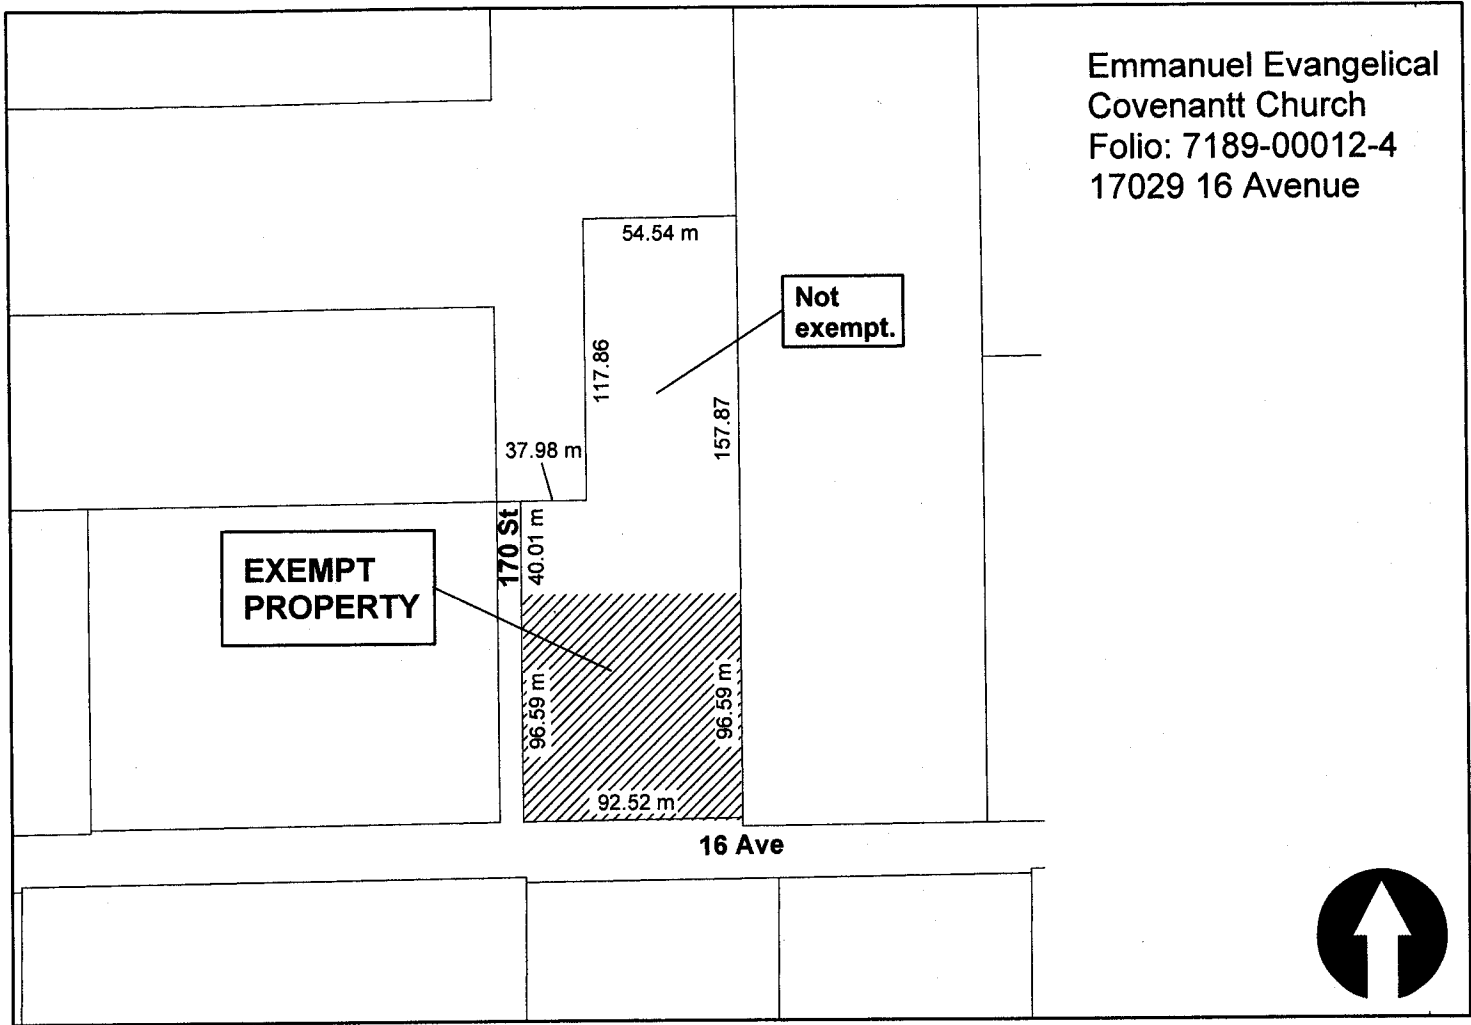 Emmanuel Evangelical
Covenantt Church
Folio: 7189-00012-4
17029 16 Avenue
54.54 m
Not
exempt.
117.86
157.87
37.98 m
170 St
40.01 m
EXEMPT
PROPERTY
96.59 m
96.59 m
92.52 m
16 Ave